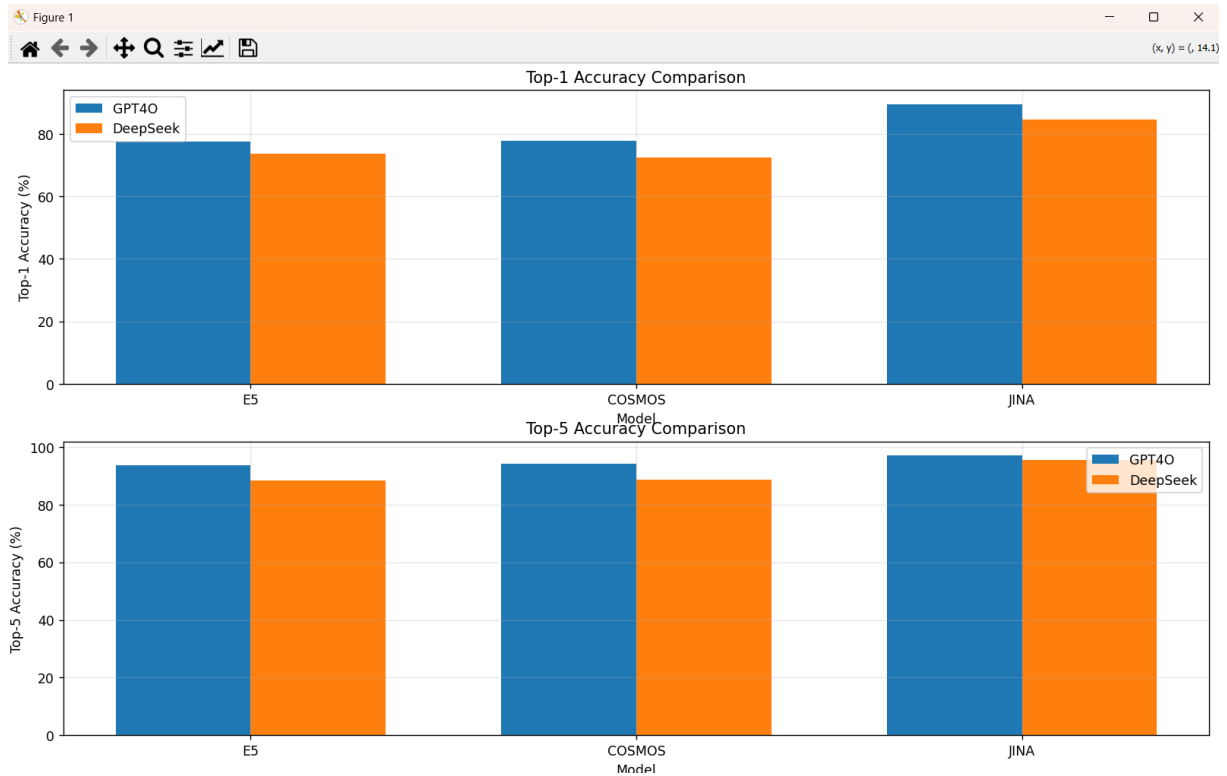 Figure 1
(x, y) = (, 14.1)
Top-1 Accuracy Comparison
GPT4O
DeepSeek
Top-1 Accuracy (%)
80
60
40
20
0
E5 COSMOS JINA
Model
Top-5 Accuracy Comparison
GPT4O
DeepSeek
Top-5 Accuracy (%)
100
80
60
40
20
0
E5 COSMOS JINA
Model